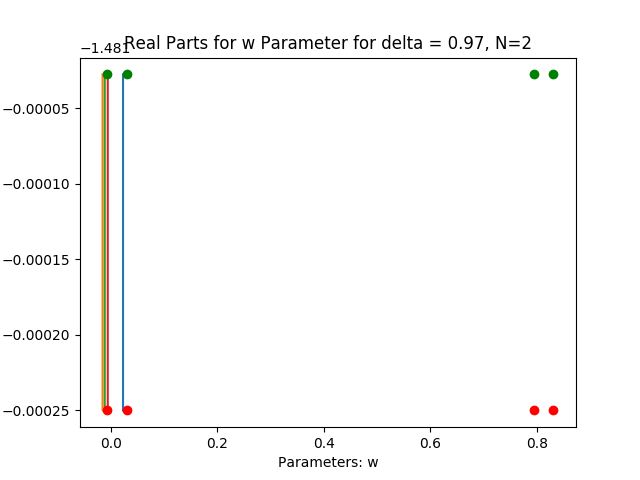 −1.481
Real Parts for w Parameter for delta = 0.97, N=2
−0.00005
−0.00010
−0.00015
−0.00020
−0.00025
0.0 0.2 0.4 0.6 0.8
Parameters: w